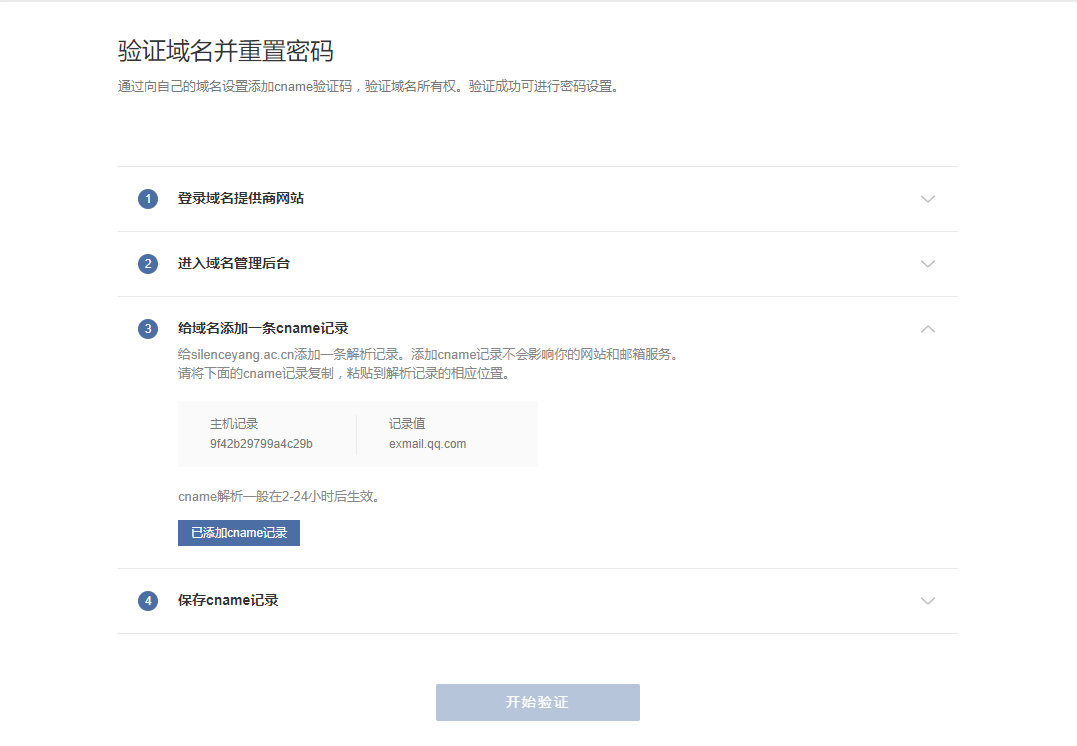 验证域名并重置密码
通过向自己的域名设置添加cname验证码，验证域名所有权。验证成功可进行密码设置。
1 登录域名提供商网站
2 进入域名管理后台
3 给域名添加一条cname记录
给silenceyang.ac.cn添加一条解析记录。添加cname记录不会影响你的网站和邮箱服务。
请将下面的cname记录复制，粘贴到解析记录的相应位置。
主机记录 记录值
9f42b29799a4c29b exmail.qq.com
cname解析一般在2-24小时后生效。
已添加cname记录
4 保存cname记录
开始验证